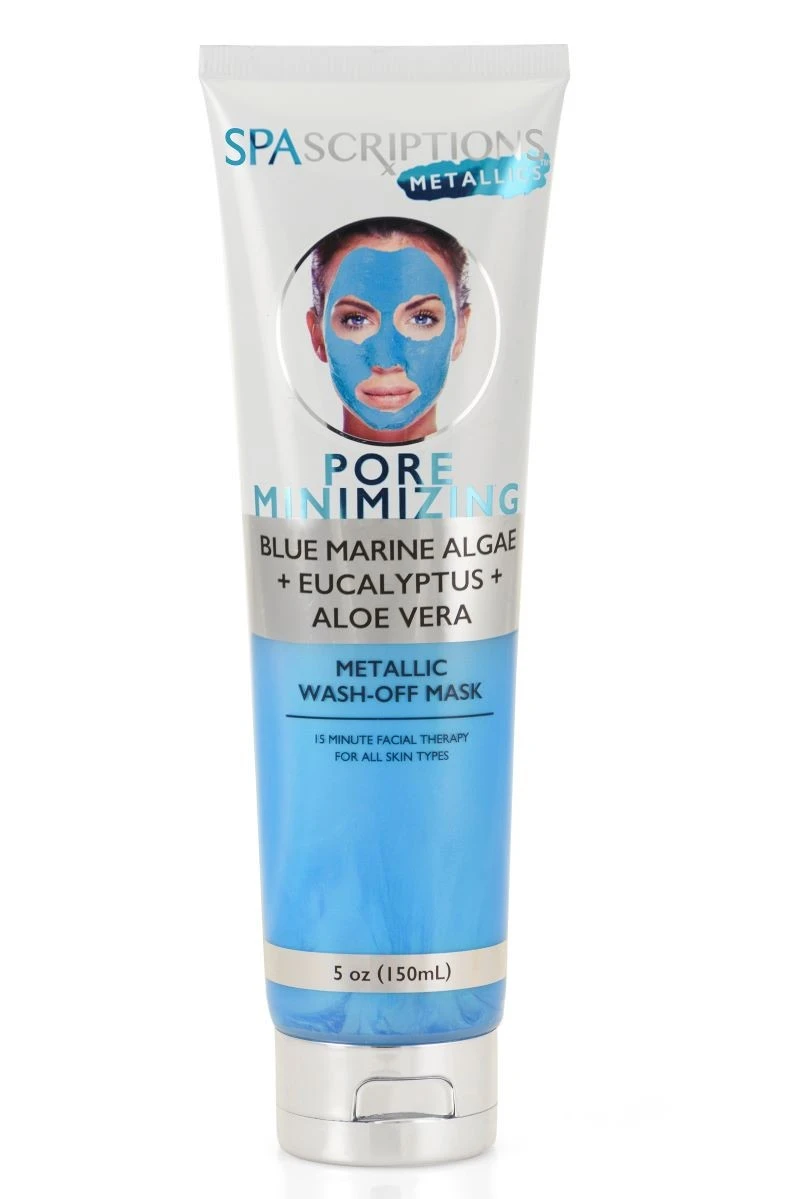 SPASCRIPTIONS
METALLICS™
PORE
MINIMIZING
BLUE MARINE ALGAE
+ EUCALYPTUS +
ALOE VERA
METALLIC
WASH-OFF MASK
15 MINUTE FACIAL THERAPY
FOR ALL SKIN TYPES
5 oz (150mL)